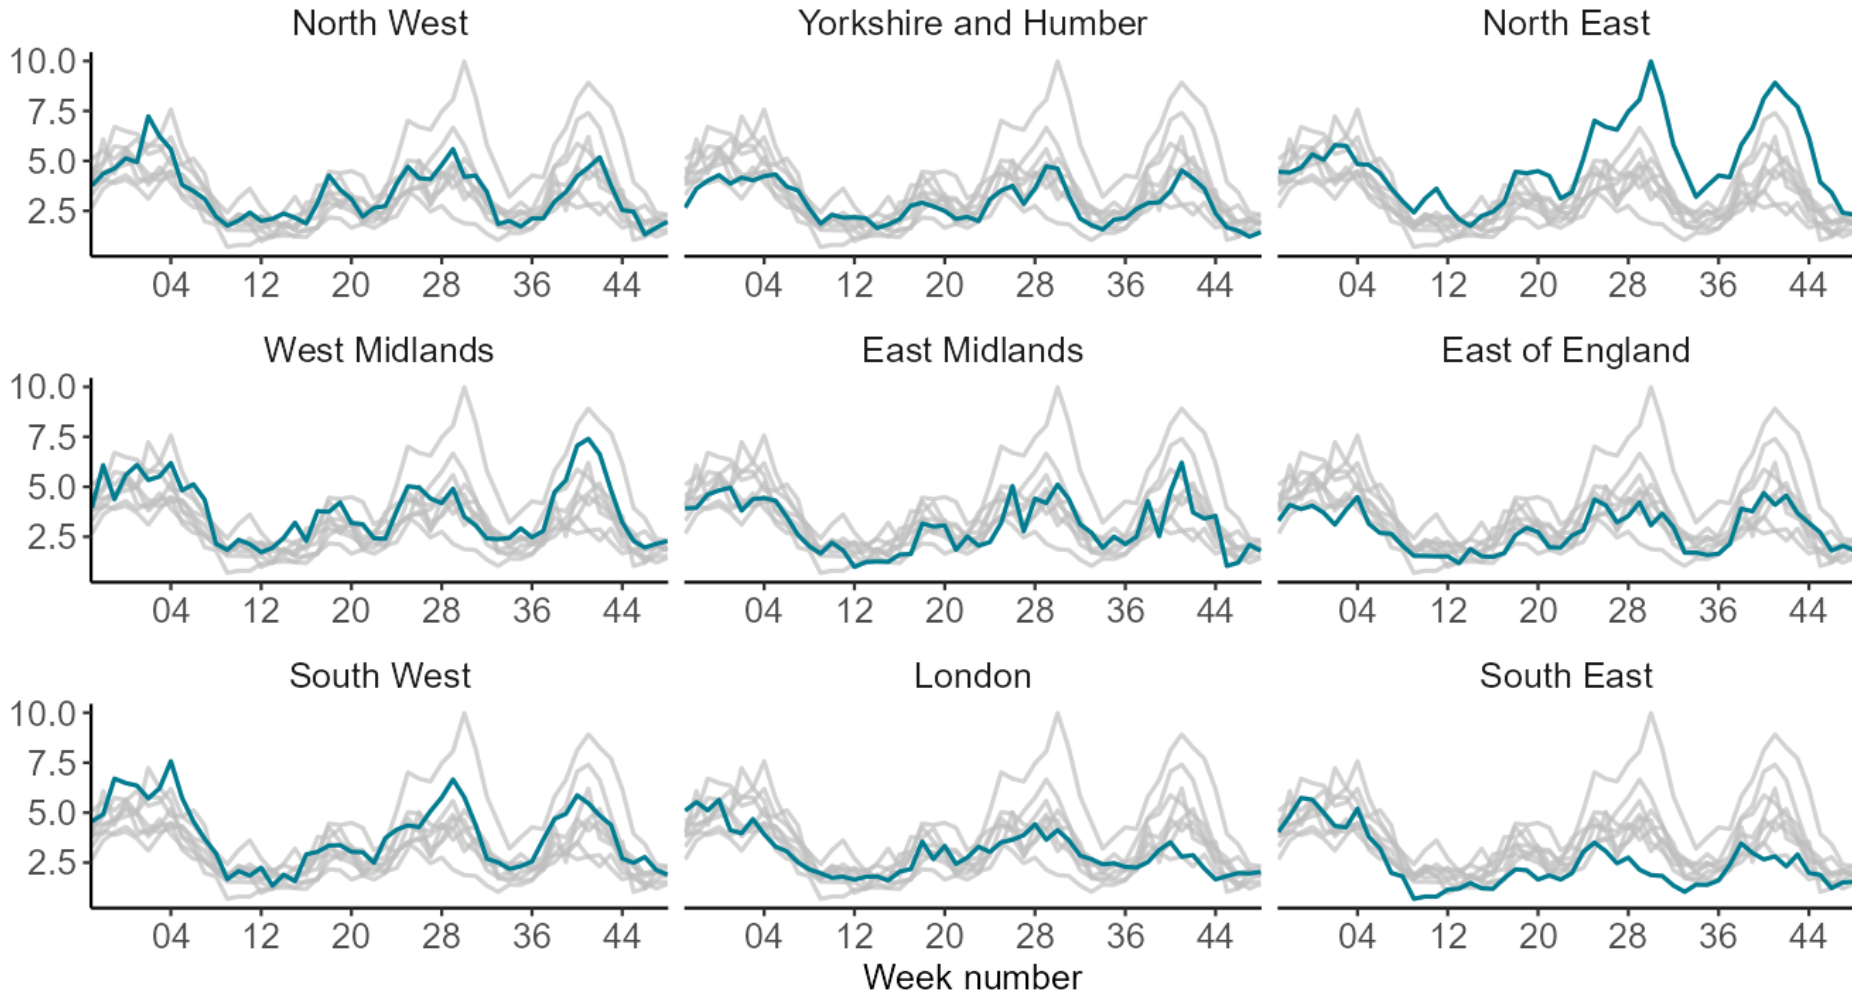 North West Yorkshire and Humber North East
10.0
7.5
5.0
2.5
04 12 20 28 36 44 04 12 20 28 36 44 04 12 20 28 36 44
West Midlands East Midlands East of England
10.0
7.5
5.0
2.5
04 12 20 28 36 44 04 12 20 28 36 44 04 12 20 28 36 44
South West London South East
10.0
7.5
5.0
2.5
04 12 20 28 36 44 04 12 20 28 36 44 04 12 20 28 36 44
Week number